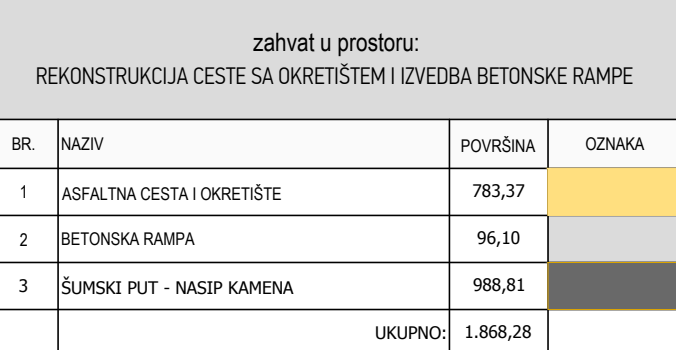 zahvat u prostoru:
REKONSTRUKCIJA CESTE SA OKRETIŠTEM I IZVEDBA BETONSKE RAMPE
BR. NAZIV POVRŠINA OZNAKA
1 ASFALTNA CESTA I OKRETIŠTE 783,37
2 BETONSKA RAMPA 96,10
3 ŠUMSKI PUT - NASIP KAMENA 988,81
UKUPNO: 1.868,28